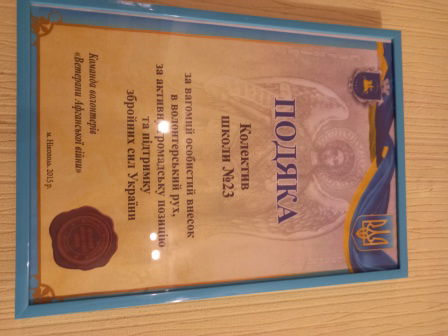 ПОДЯКА
Колектив
школи №23
за вагомий особистий внесок
в волонтерський рух,
за активну громадську позицію
та підтримку
збройних сил України
Команда волонтерів
«Ветерани Афганської війни»
м. Нікополь 2015 р.